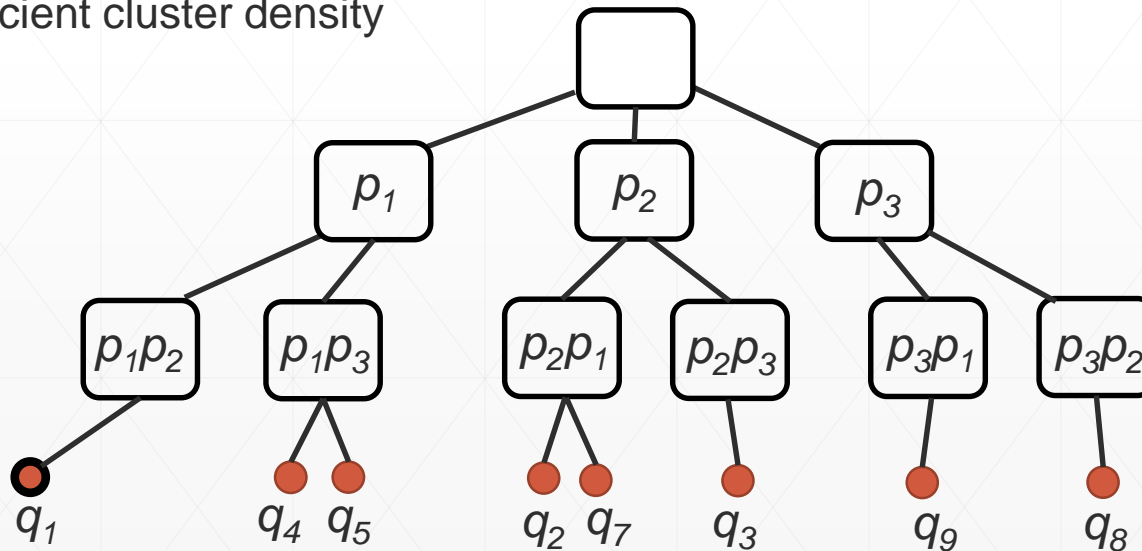 cient cluster density
p1 p2 p3
p1p2 p1p3 p2p1 p2p3 p3p1 p3p2
q1 q4 q5 q2 q7 q3 q9 q8